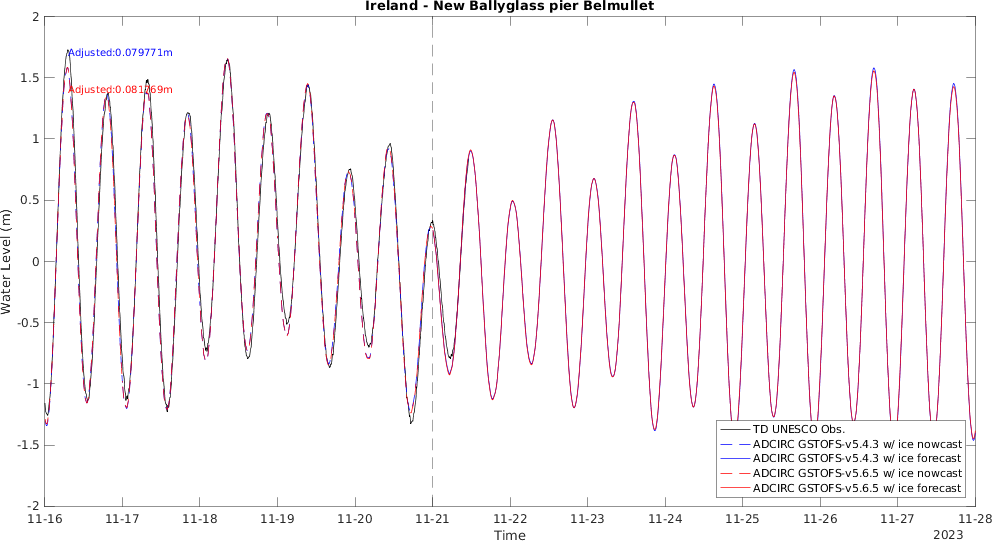 Ireland - New Ballyglass pier Belmullet
2
1.5
1
0.5
0
-0.5
-1
-1.5
-2
Water Level (m)
Adjusted:0.079771m
Adjusted:0.081769m
TD UNESCO Obs.
ADCIRC GSTOFS-v5.4.3 w/ ice nowcast
ADCIRC GSTOFS-v5.4.3 w/ ice forecast
ADCIRC GSTOFS-v5.6.5 w/ ice nowcast
ADCIRC GSTOFS-v5.6.5 w/ ice forecast
11-16 11-17 11-18 11-19 11-20 11-21 11-22 11-23 11-24 11-25 11-26 11-27 11-28
Time
2023